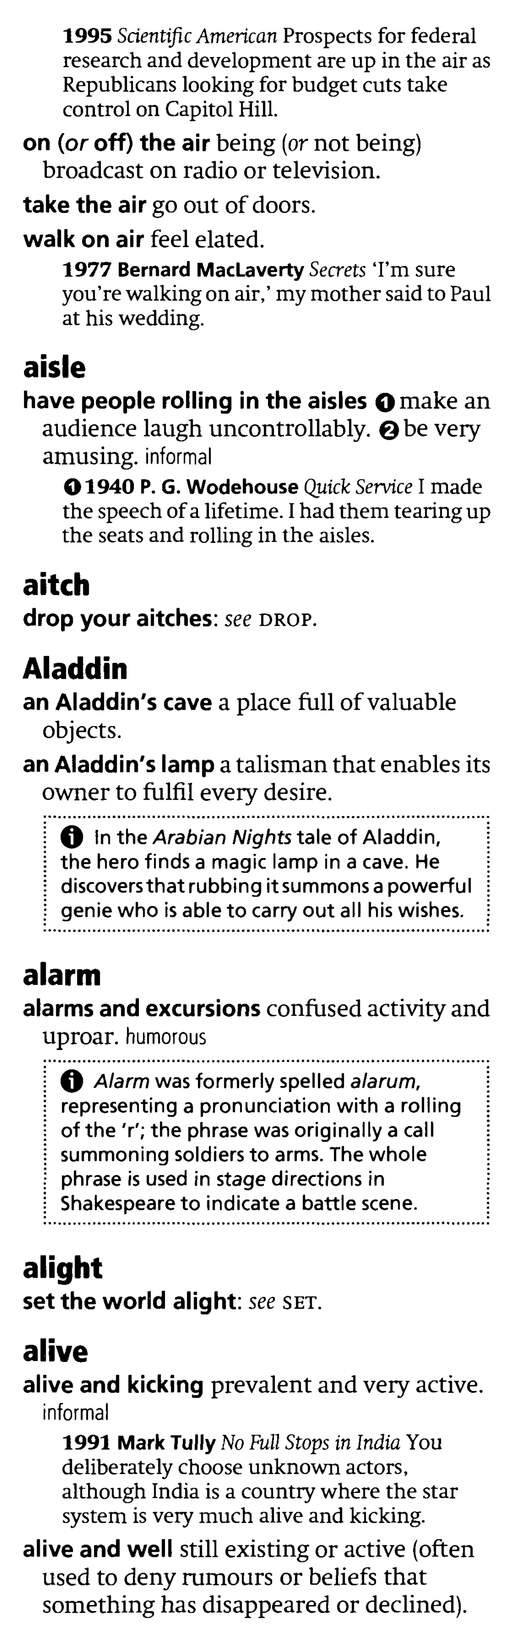 1995 Scientific American Prospects for federal
research and development are up in the air as
Republicans looking for budget cuts take
control on Capitol Hill.
on (or off) the air being (or not being)
broadcast on radio or television.
take the air go out of doors.
walk on air feel elated.
1977 Bernard MacLaverty Secrets ‘I’m sure
you’re walking on air,’ my mother said to Paul
at his wedding.
aisle
have people rolling in the aisles ❶ make an
audience laugh uncontrollably. ❷ be very
amusing. informal
❶ 1940 P. G. Wodehouse Quick Service I made
the speech of a lifetime. I had them tearing up
the seats and rolling in the aisles.
aitch
drop your aitches: see DROP.
Aladdin
an Aladdin’s cave a place full of valuable
objects.
an Aladdin’s lamp a talisman that enables its
owner to fulfil every desire.
i In the Arabian Nights tale of Aladdin,
the hero finds a magic lamp in a cave. He
discovers that rubbing it summons a powerful
genie who is able to carry out all his wishes.
alarm
alarms and excursions confused activity and
uproar. humorous
i Alarm was formerly spelled alarum,
representing a pronunciation with a rolling
of the ‘r’; the phrase was originally a call
summoning soldiers to arms. The whole
phrase is used in stage directions in
Shakespeare to indicate a battle scene.
alight
set the world alight: see SET.
alive
alive and kicking prevalent and very active.
informal
1991 Mark Tully No Full Stops in India You
deliberately choose unknown actors,
although India is a country where the star
system is very much alive and kicking.
alive and well still existing or active (often
used to deny rumours or beliefs that
something has disappeared or declined).